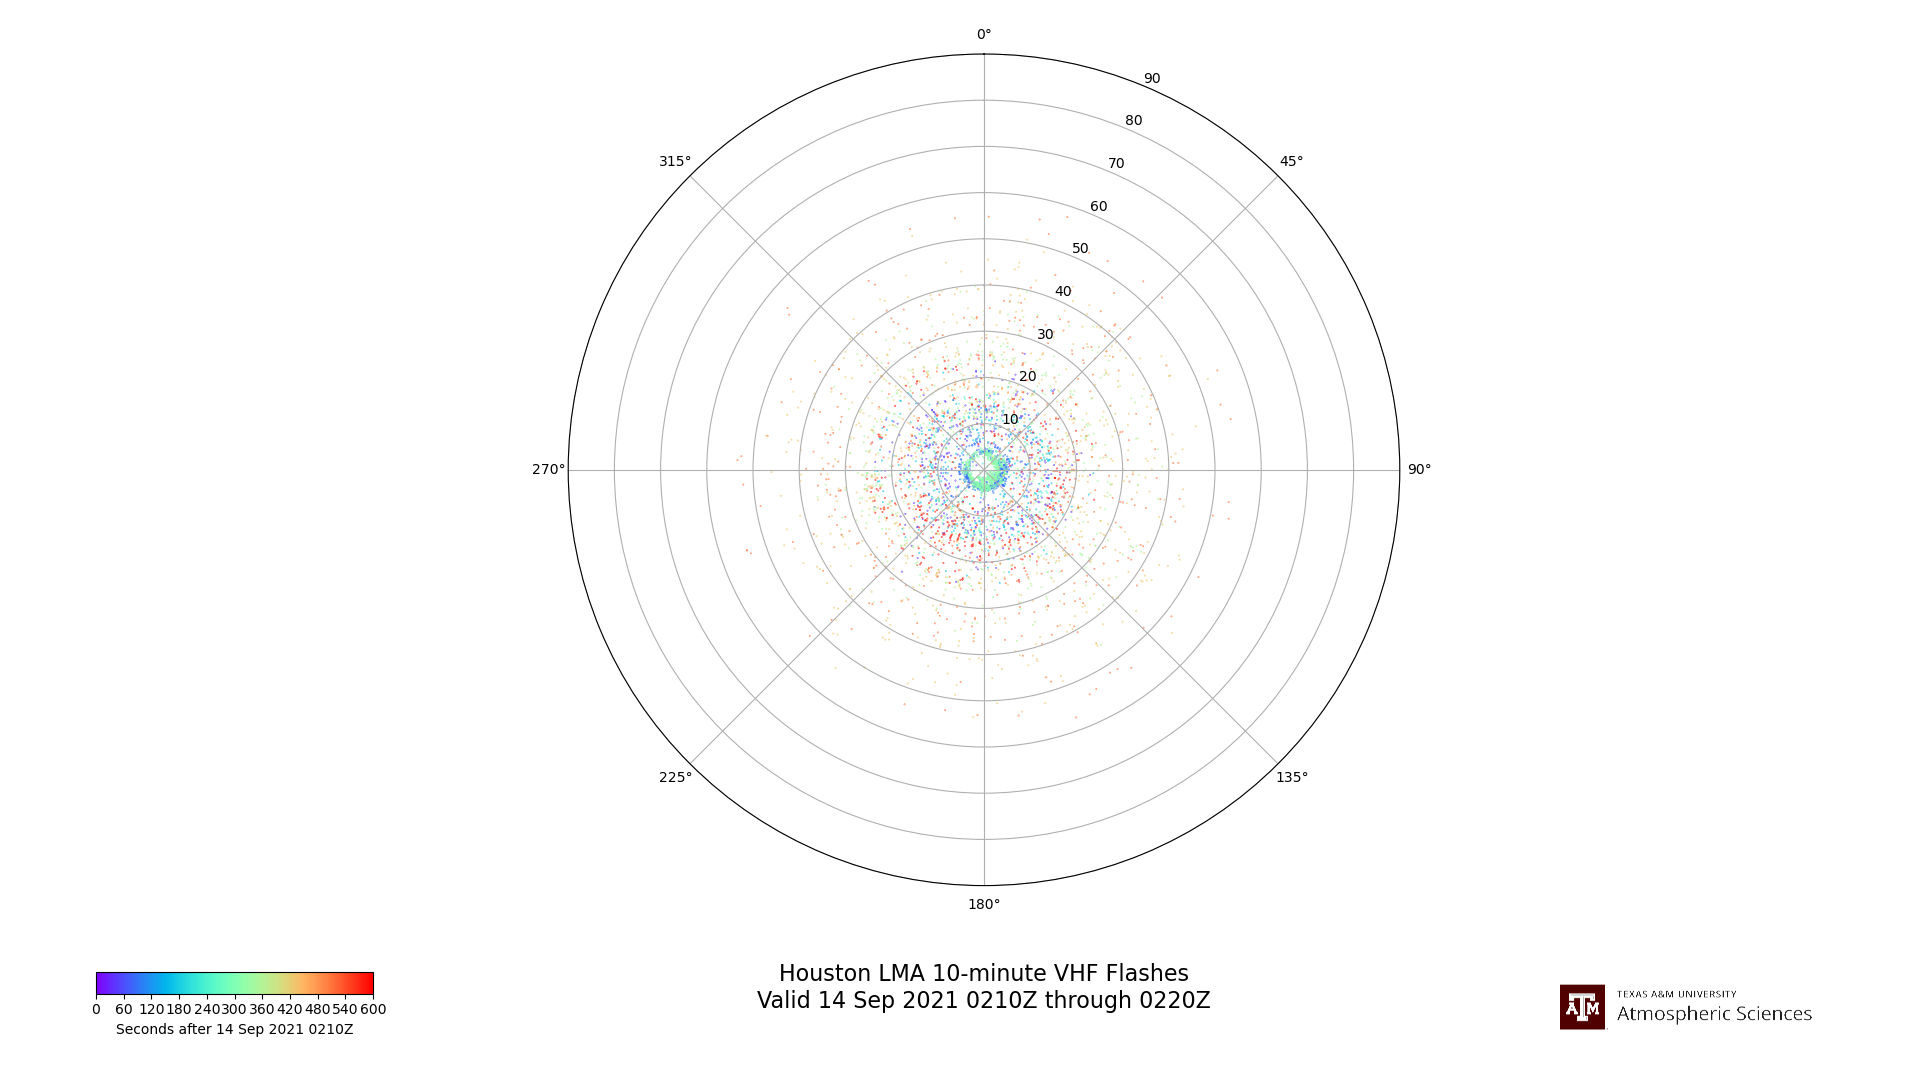 0°
90
80
315°
45°
70
60
50
40
30
20
10
270°
90°
225°
135°
180°
Houston LMA 10-minute VHF Flashes
Valid 14 Sep 2021 0210Z through 0220Z
0 60 120 180 240 300 360 420 480 540 600
Seconds after 14 Sep 2021 0210Z
ATM
TEXAS A&M UNIVERSITY
Atmospheric Sciences